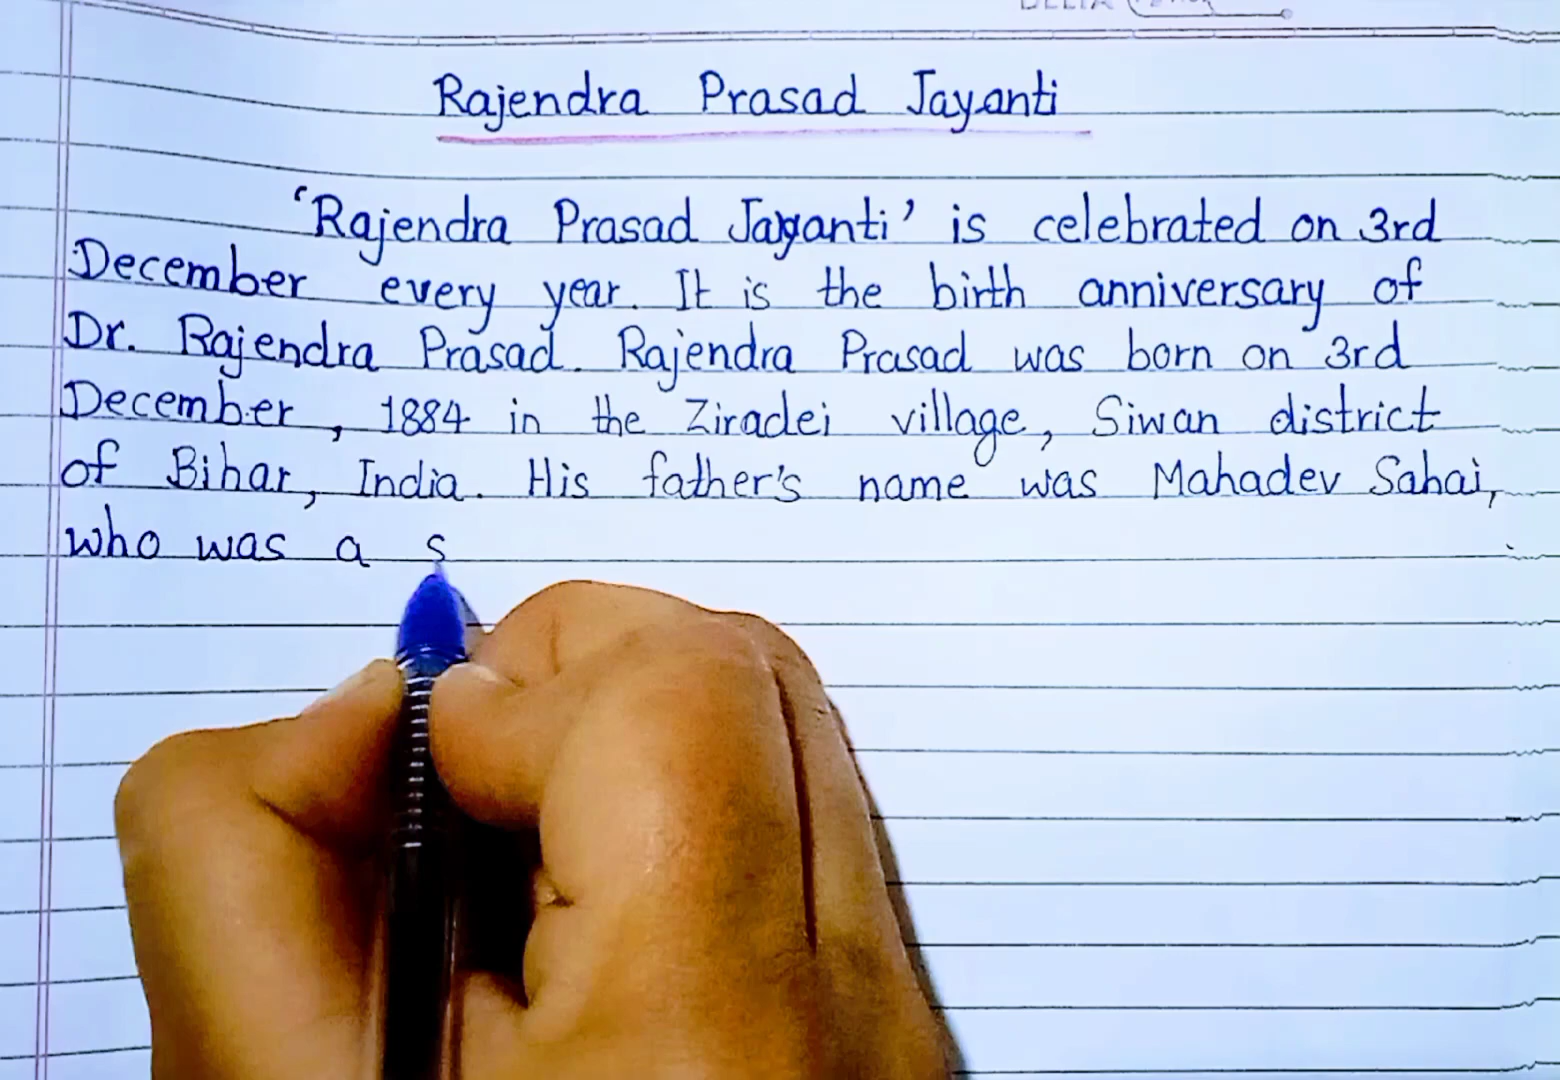 Rajendra Prasad Jayanti
'Rajendra Prasad Jayanti' is celebrated on 3rd
December every year. It is the birth anniversary of
Dr. Rajendra Prasad. Rajendra Prasad was born on 3rd
December, 1884 in the Ziradei village, Siwan district
of Bihar, India. His father's name was Mahadev Sahai,
who was a s